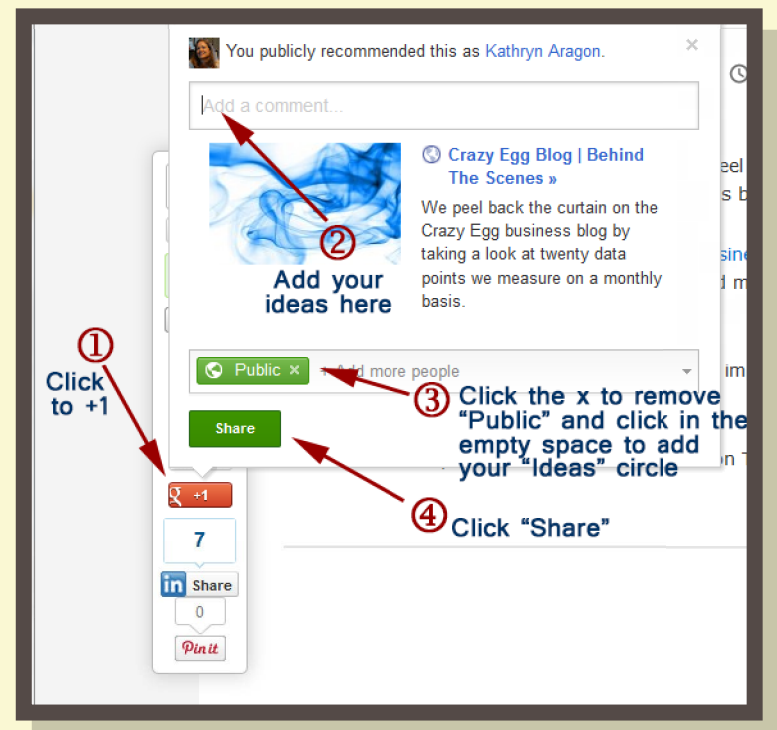 You publicly recommended this as Kathryn Aragon.
×
Add a comment...
Crazy Egg Blog | Behind
The Scenes »
We peel back the curtain on the
Crazy Egg business blog by
taking a look at twenty data
points we measure on a monthly
basis.
2
Add your
ideas here
1
Click
to +1
Public ×
+ Add more people
3
Click the x to remove
“Public” and click in the
empty space to add
your “Ideas” circle
Share
4
Click “Share”
g +1
7
in Share
0
Pin it